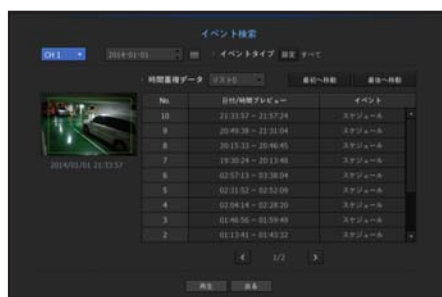 イベント検索
CH 1 2014-01-01 イベントタイプ 設定 すべて
時間重複データ リスト0 最初へ移動 最後へ移動
No. 日付/時間プレビュー イベント
10 21:33:57 ~ 21:57:24 スケジュール
9 20:49:38 ~ 21:31:04 スケジュール
8 20:15:33 ~ 20:46:45 スケジュール
7 19:30:24 ~ 20:13:46 スケジュール
6 02:57:13 ~ 03:38:04 スケジュール
5 02:31:52 ~ 02:52:09 スケジュール
4 02:04:14 ~ 02:28:20 スケジュール
3 01:46:56 ~ 01:59:49 スケジュール
2 01:13:41 ~ 01:43:32 スケジュール
2014/01/01 21:33:57
1/2
再生 戻る